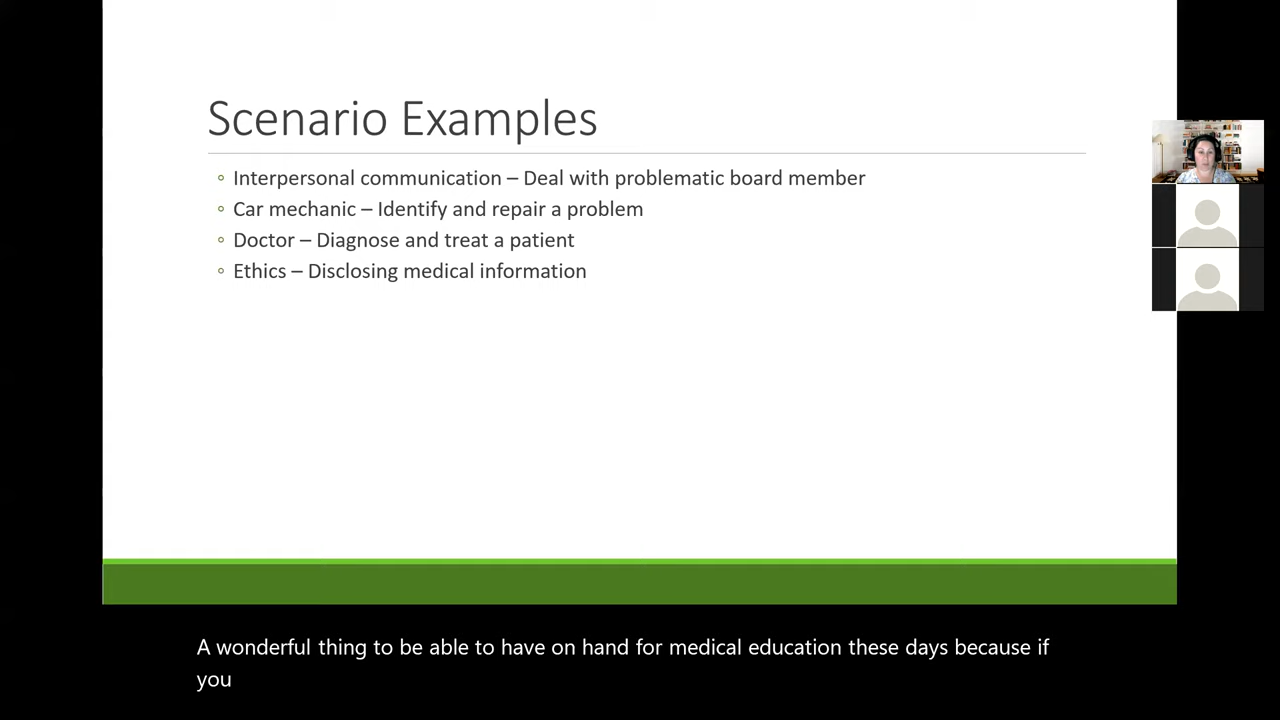 Scenario Examples
Interpersonal communication – Deal with problematic board member
Car mechanic – Identify and repair a problem
Doctor – Diagnose and treat a patient
Ethics – Disclosing medical information
A wonderful thing to be able to have on hand for medical education these days because if
you